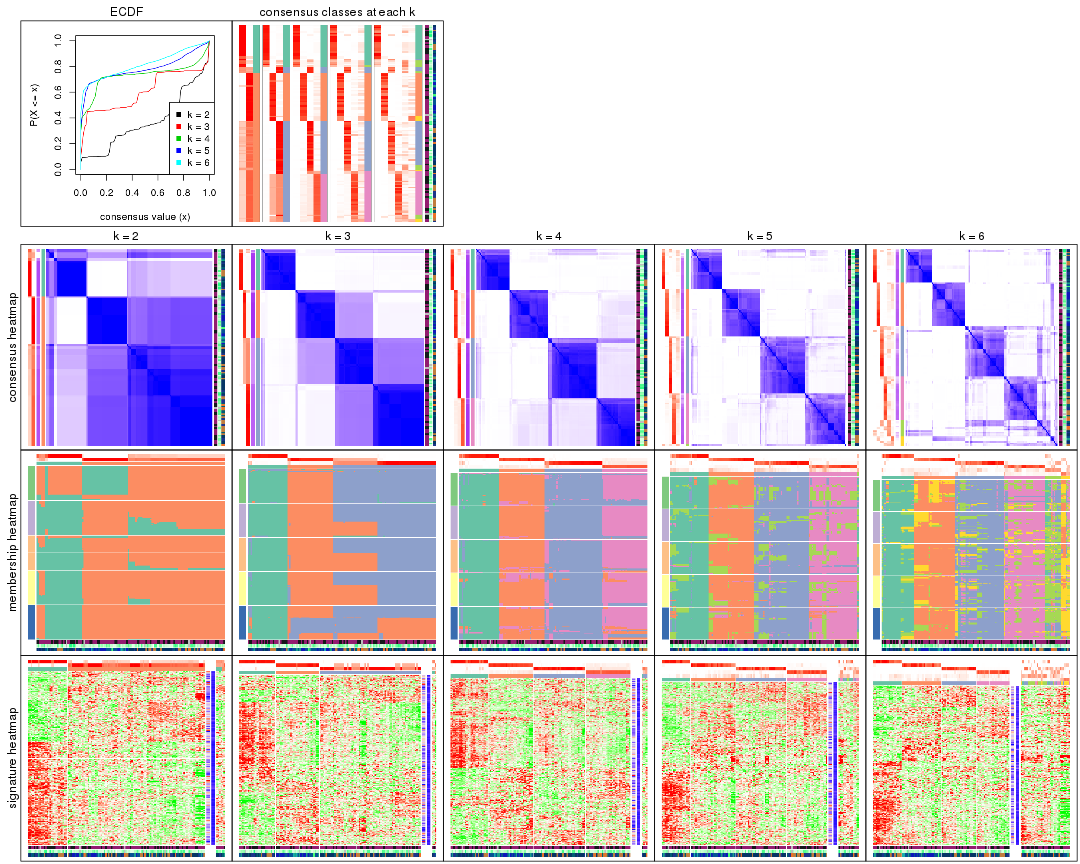 ECDF
consensus classes at each k
P(X <= x)
0.0 0.2 0.4 0.6 0.8 1.0
k = 2
k = 3
k = 4
k = 5
k = 6
0.0 0.2 0.4 0.6 0.8 1.0
consensus value (x)
k = 2 k = 3 k = 4 k = 5 k = 6
consensus heatmap
membership heatmap
signature heatmap